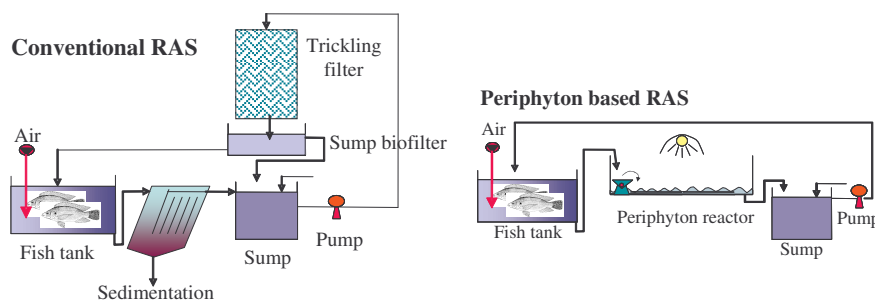 Conventional RAS
Trickling
filter
Air
Sump biofilter
Fish tank
Sump
Pump
Sedimentation
Periphyton based RAS
Air
Periphyton reactor
Fish tank
Pump
Sump